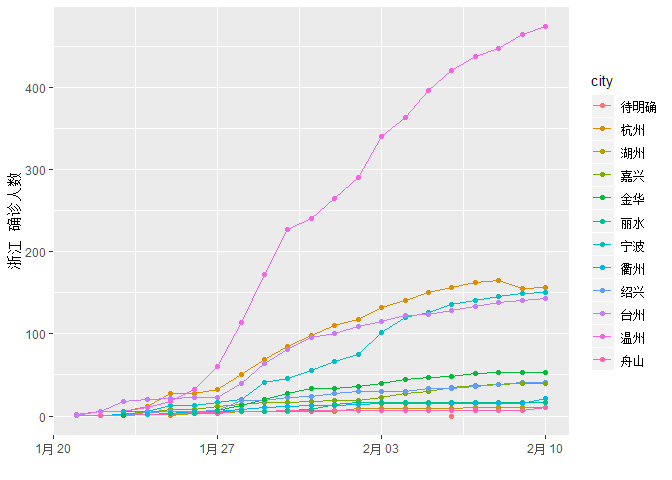 浙江 确诊人数
400
300
200
100
0
1月 20
1月 27
2月 03
2月 10
city
待明确
杭州
湖州
嘉兴
金华
丽水
宁波
衢州
绍兴
台州
温州
舟山